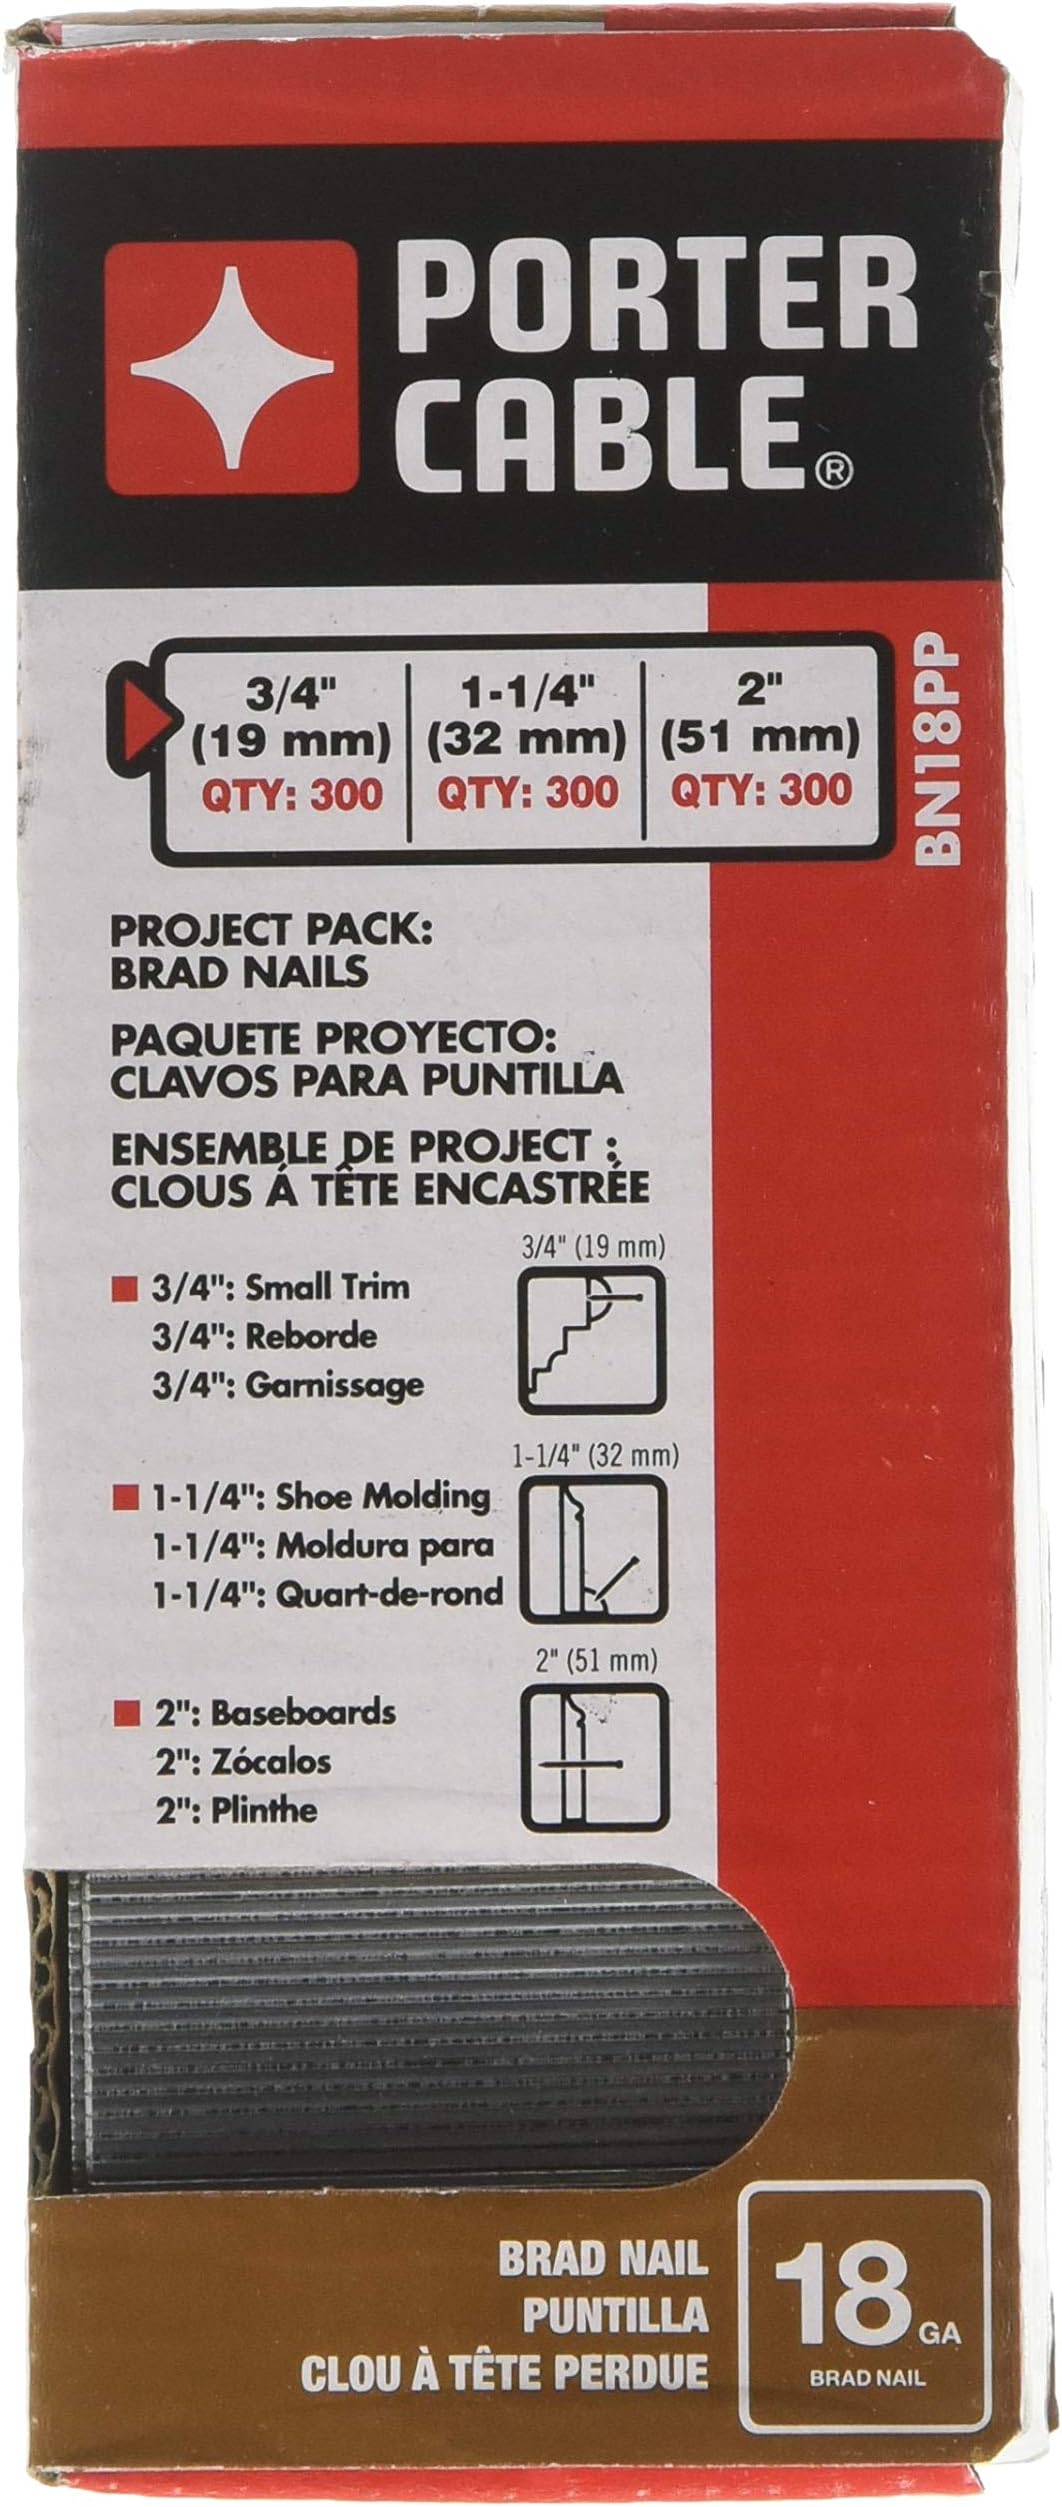 PORTER
CABLE®
3/4" 1-1/4" 2"
(19 mm) (32 mm) (51 mm)
QTY: 300 QTY: 300 QTY: 300
BN18PP
PROJECT PACK:
BRAD NAILS
PAQUETE PROYECTO:
CLAVOS PARA PUNTILLA
ENSEMBLE DE PROJECT :
CLOUS Á TÊTE ENCASTRÉE
3/4" (19 mm)
3/4": Small Trim
3/4": Reborde
3/4": Garnissage
1-1/4" (32 mm)
1-1/4": Shoe Molding
1-1/4": Moldura para
1-1/4": Quart-de-rond
2" (51 mm)
2": Baseboards
2": Zócalos
2": Plinthe
BRAD NAIL
PUNTILLA
CLOU À TÊTE PERDUE
18 GA
BRAD NAIL